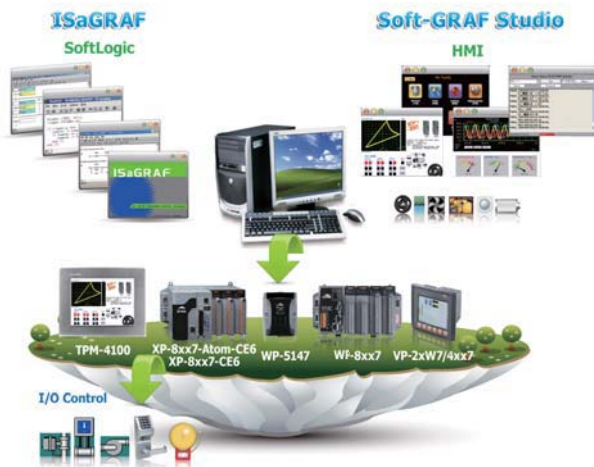 ISaGRAF
Soft-GRAF Studio
SoftLogic
HMI
ISaGRAF
TPM-4100
XP-8xx7-Atom-CE6
XP-8xx7-CE6
WP-5147
WP-8xx7
VP-2xW7/4xx7
I/O Control